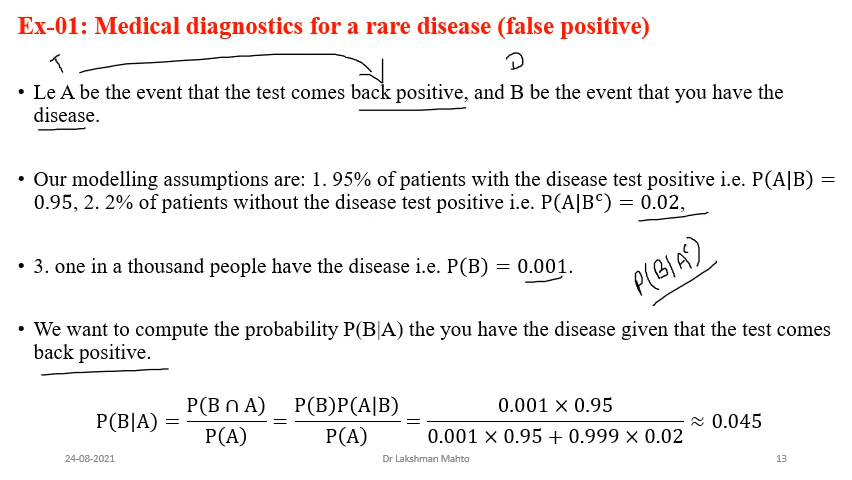 Ex-01: Medical diagnostics for a rare disease (false positive)
T D
• Le A be the event that the test comes back positive, and B be the event that you have the
disease.
• Our modelling assumptions are: 1. 95% of patients with the disease test positive i.e. P(A|B) =
0.95, 2. 2% of patients without the disease test positive i.e. P(A|Bᶜ) = 0.02,
• 3. one in a thousand people have the disease i.e. P(B) = 0.001.
P(B|Aᶜ)
• We want to compute the probability P(B|A) the you have the disease given that the test comes
back positive.
P(B|A) = P(B ∩ A) / P(A) = P(B)P(A|B) / P(A) = 0.001 × 0.95 / 0.001 × 0.95 + 0.999 × 0.02 ≈ 0.045
24-08-2021 Dr Lakshman Mahto 13